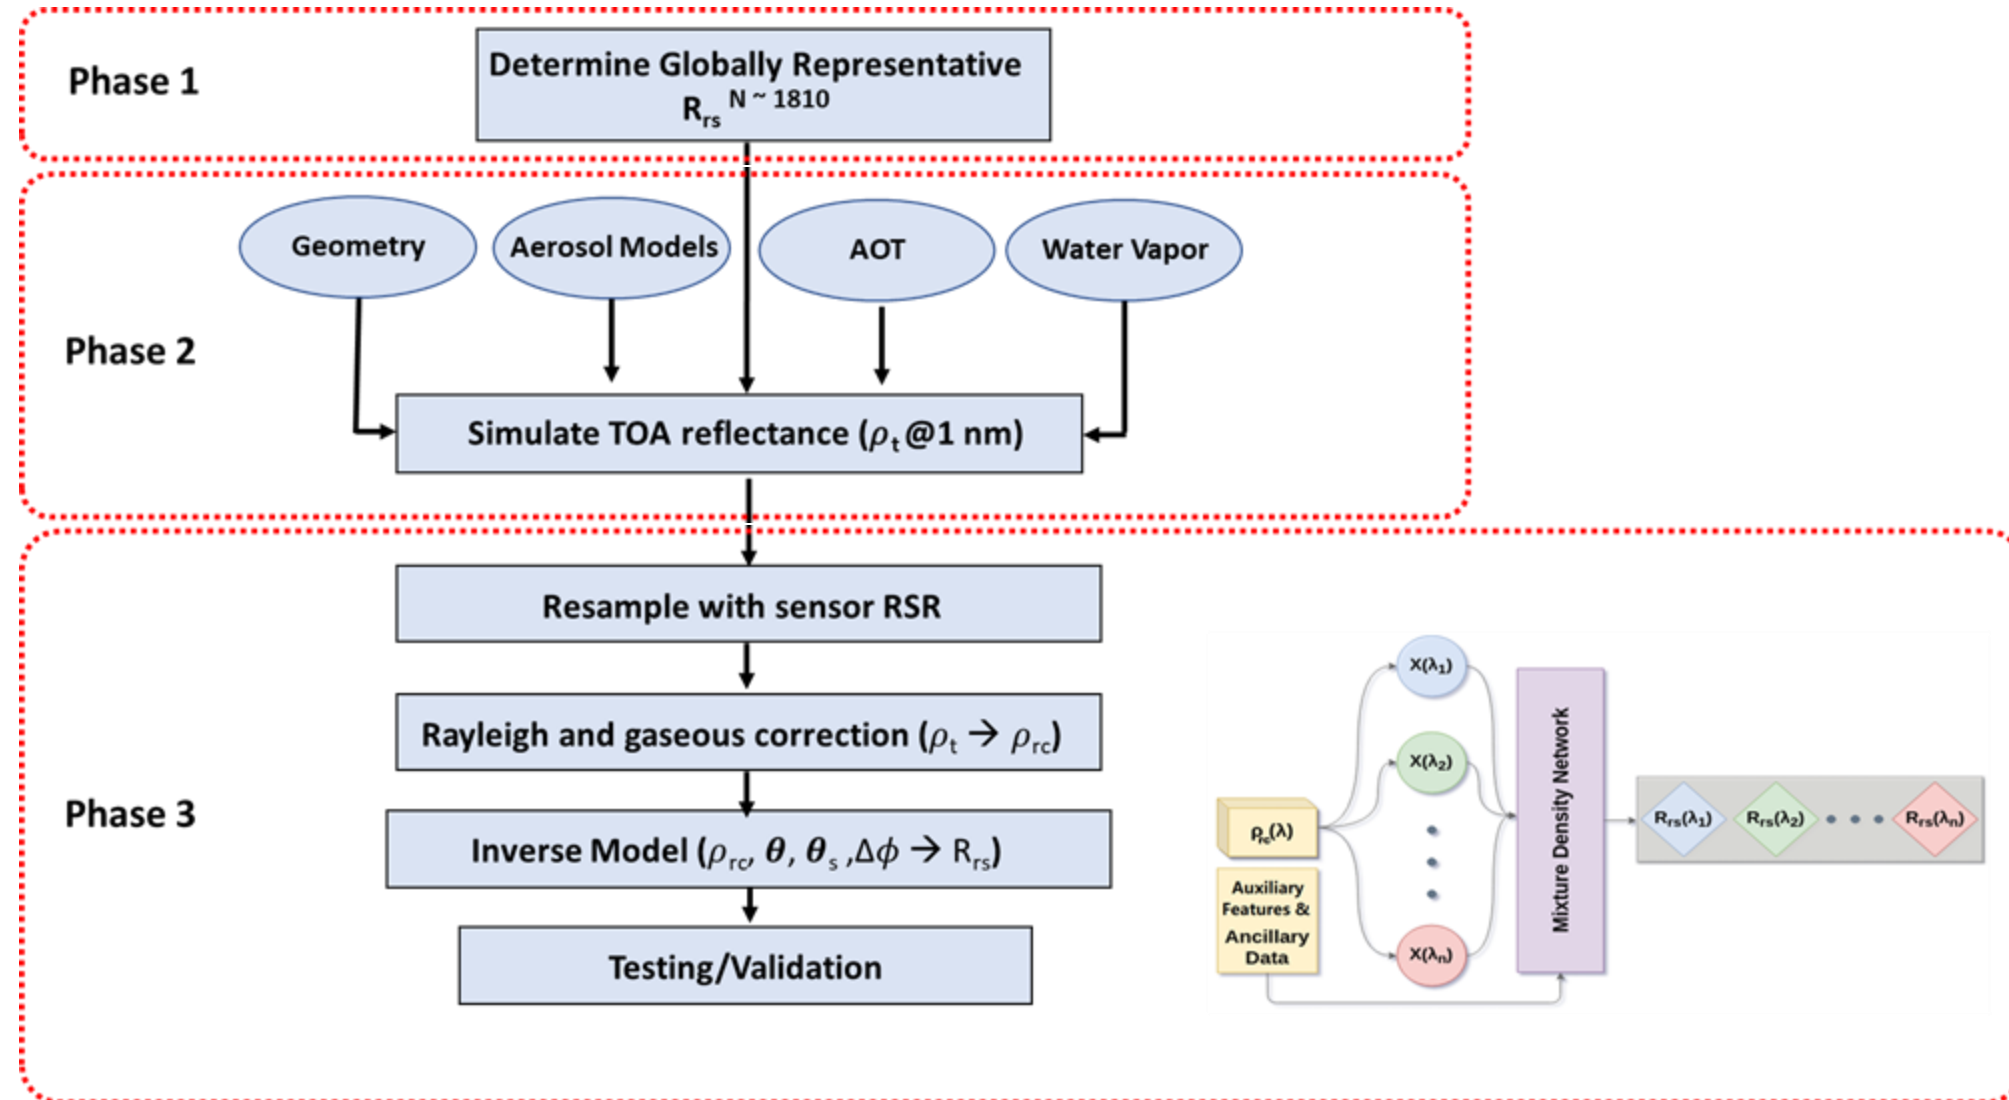 Phase 1
Determine Globally Representative
Rrs N ~ 1810
Phase 2
Geometry
Aerosol Models
AOT
Water Vapor
Simulate TOA reflectance (ρt @1 nm)
Phase 3
Resample with sensor RSR
Rayleigh and gaseous correction (ρt → ρrc)
Inverse Model (ρrc, θ, θs ,Δϕ → Rrs)
Testing/Validation
ρrc(λ)
Auxiliary
Features &
Ancillary
Data
X(λ1)
X(λ2)
X(λn)
Mixture Density Network
Rrs(λ1)
Rrs(λ2)
Rrs(λn)